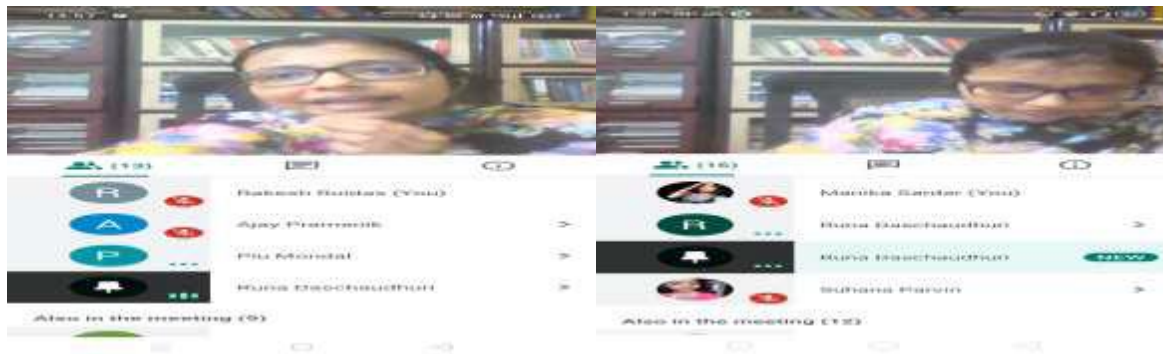 (13)
R
Rakesh Ruidas (You)
A
Ajay Pramanik
P
Piu Mondal
Runa Daschaudhuri
Also in the meeting (9)
(16)
Manika Sardar (You)
R
Runa Daschaudhuri
Runa Daschaudhuri
NEW
Suhana Parvin
Also in the meeting (12)